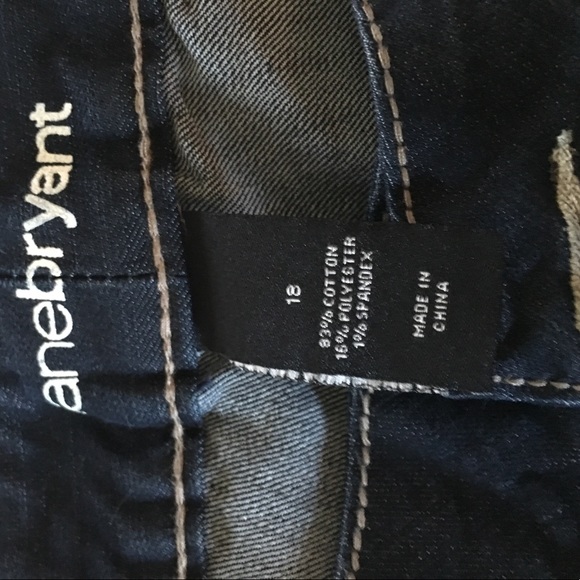 anebryant
18
83% COTTON
16% POLYESTER
1% SPANDEX
MADE IN
CHINA